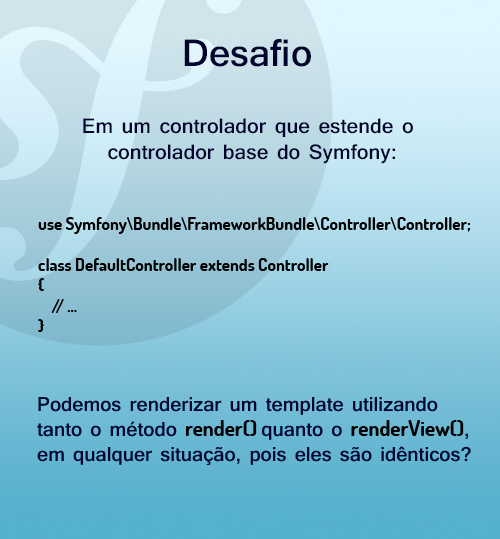 Desafio
Em um controlador que estende o
controlador base do Symfony:
use Symfony\Bundle\FrameworkBundle\Controller\Controller;
class DefaultController extends Controller
{
// ...
}
Podemos renderizar um template utilizando
tanto o método render() quanto o renderView(),
em qualquer situação, pois eles são idênticos?